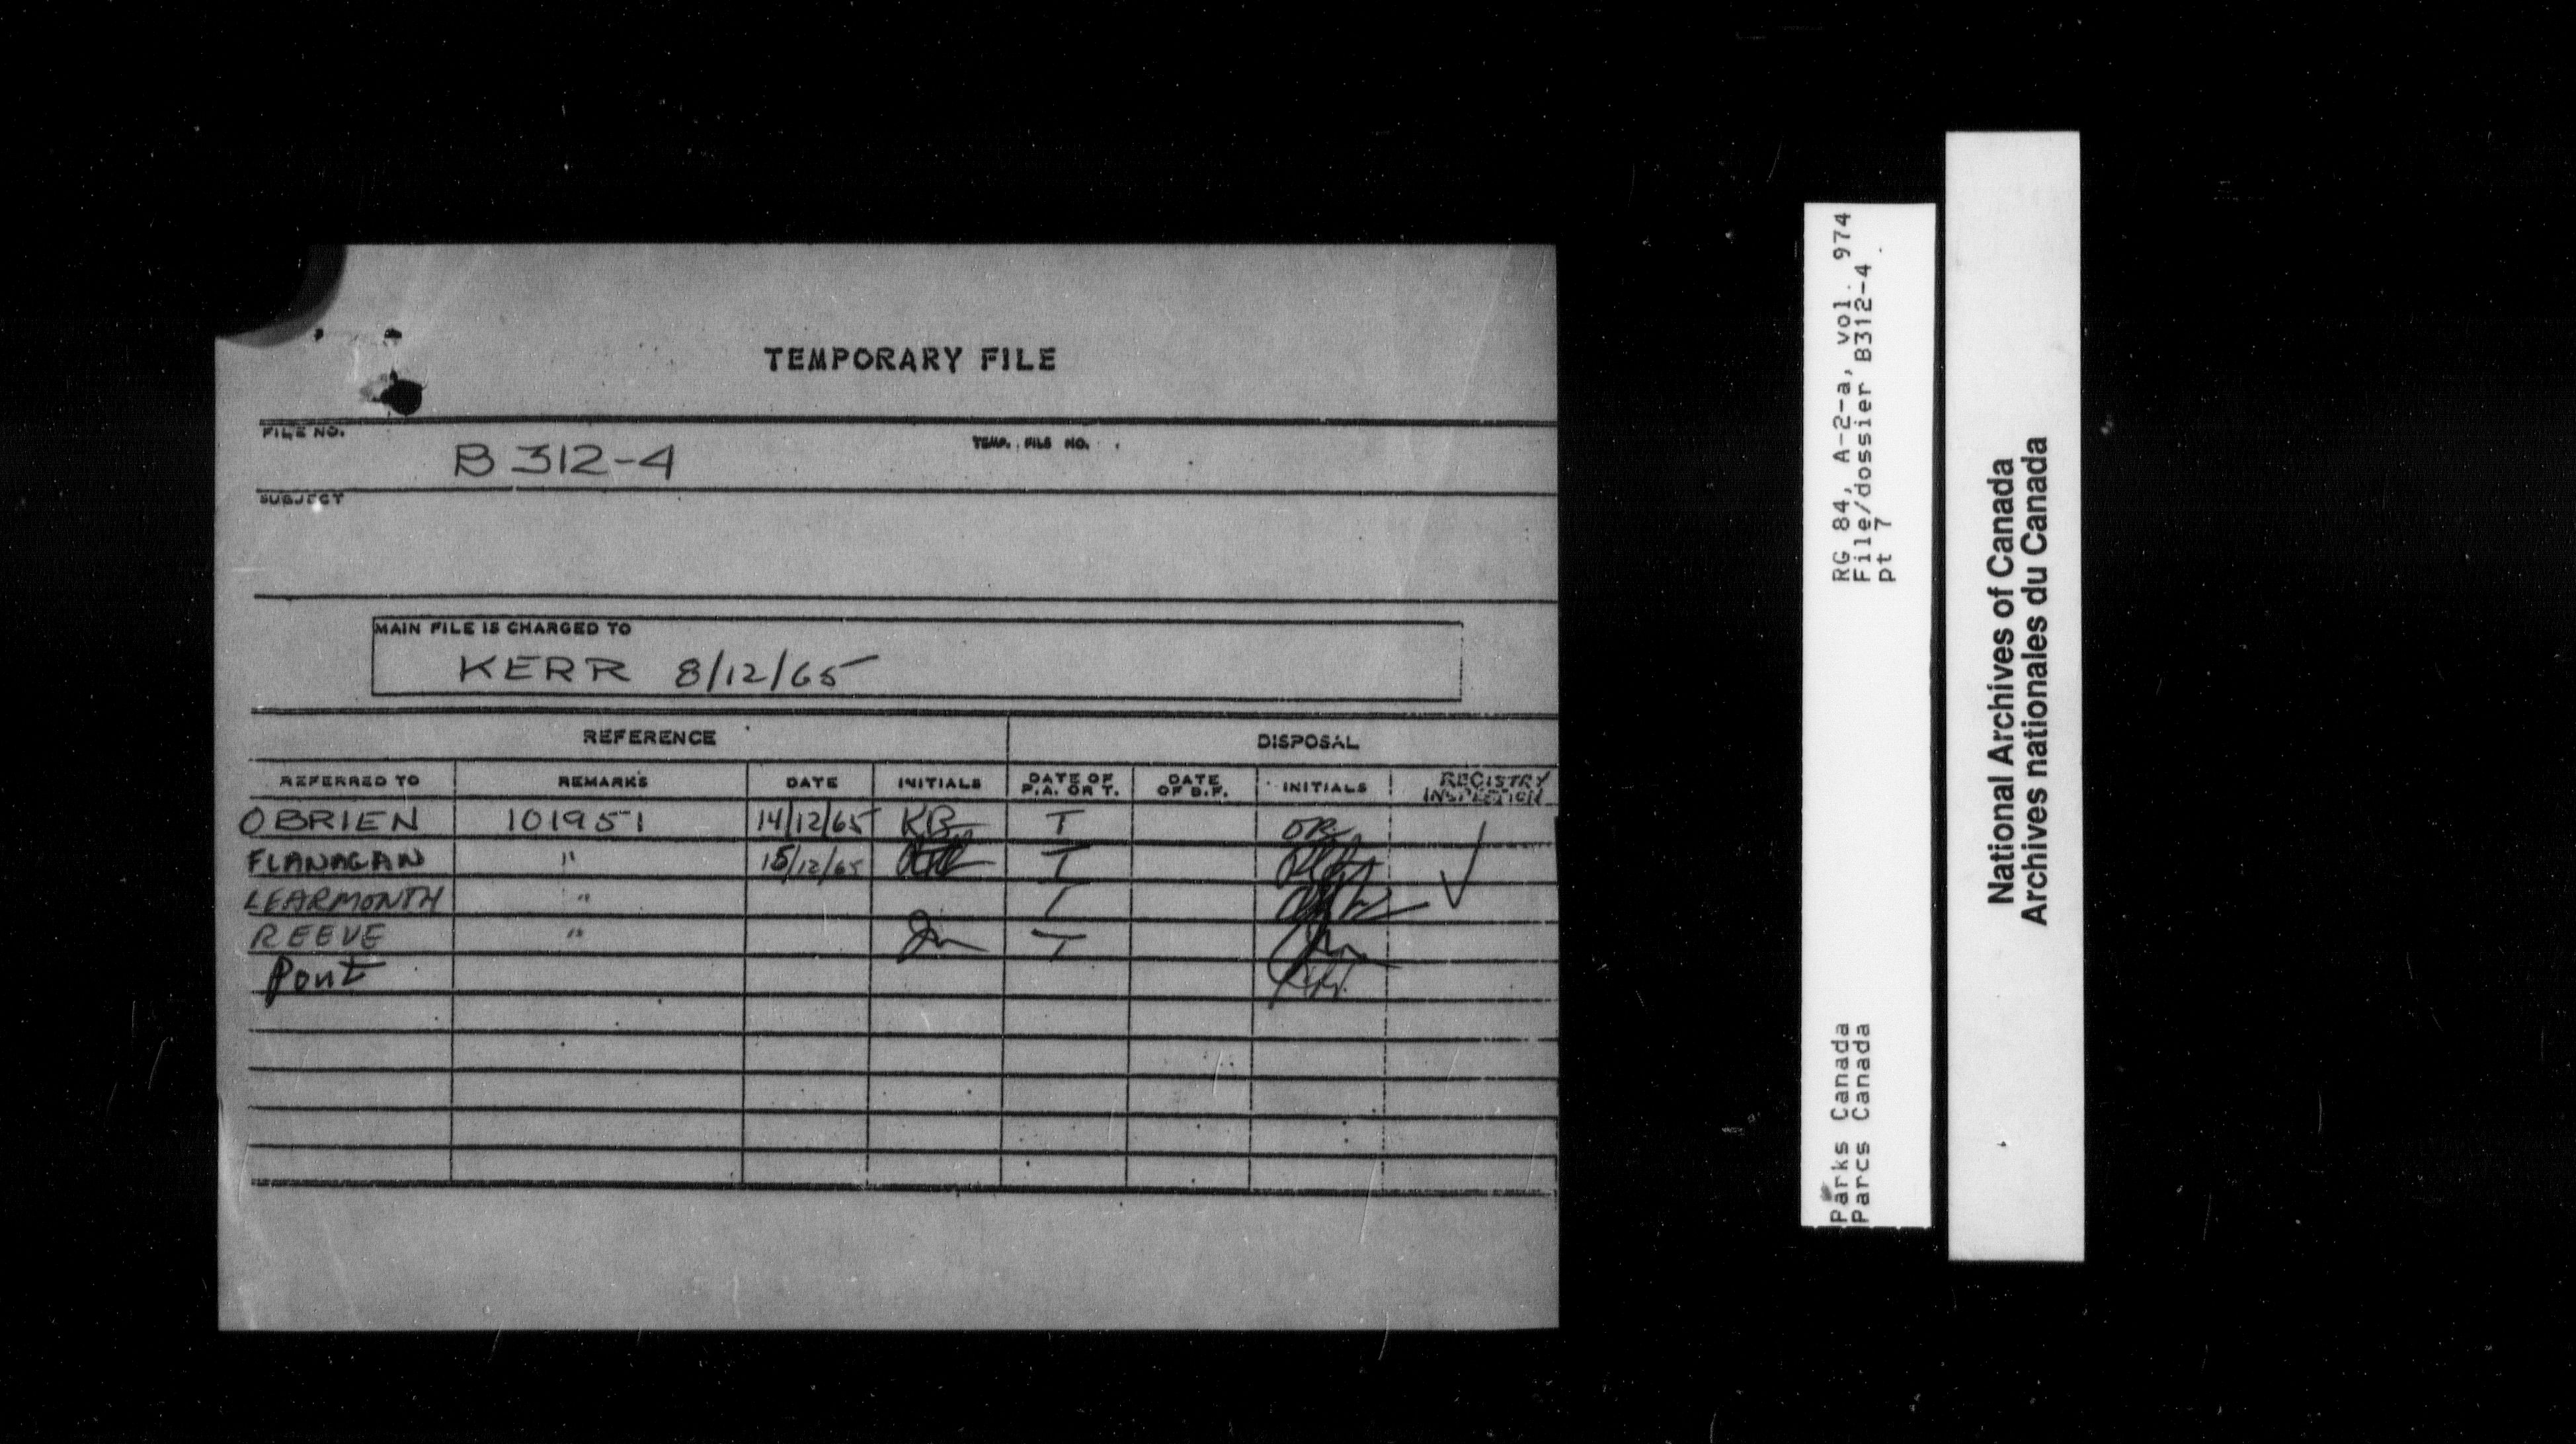 TEMPORARY FILE
FILE NO. B 312-4 TEMP. FILE NO.
SUBJECT
MAIN FILE IS CHARGED TO
KERR 8/12/65
REFERENCE DISPOSAL
REFERRED TO REMARKS DATE INITIALS DATE OF P.A. OR T. DATE OF B.F. INITIALS REGISTRY INSPECTION
OBRIEN 101951 14/12/65 KB T OB
FLANAGAN " 15/12/65 T
LEARMONTH " T
REEVE " T
Pont
RG 84, A-2-a, vol. 974
File/dossier B312-4
pt 7
Parks Canada
Parcs Canada
National Archives of Canada
Archives nationales du Canada